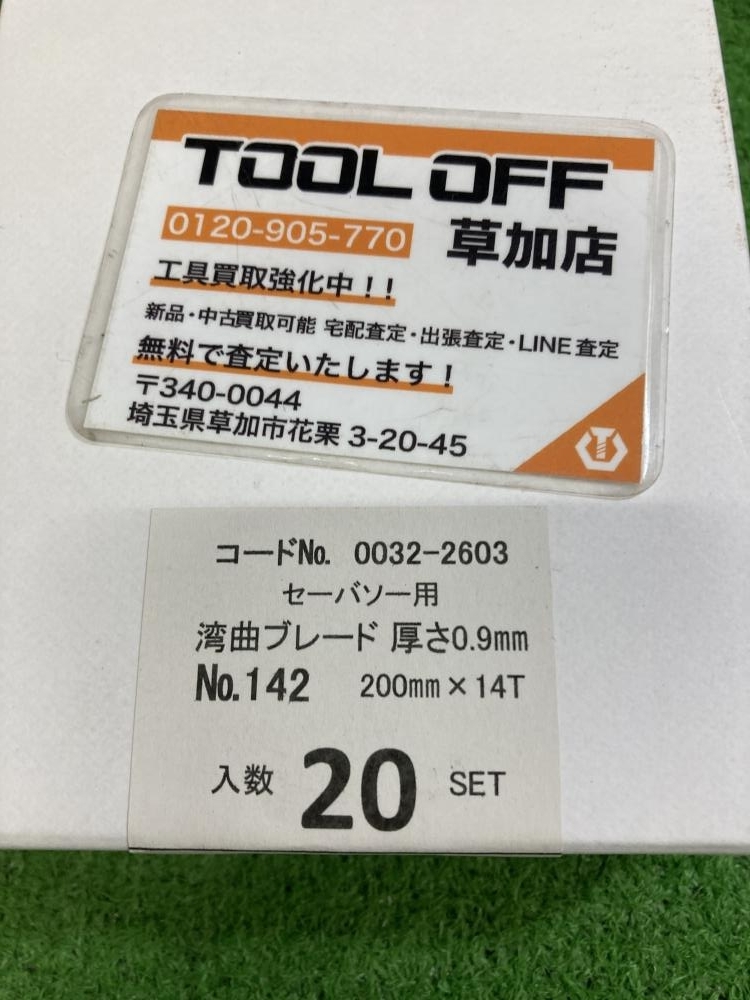 TOOL OFF
0120-905-770 草加店
工具買取強化中!!
新品・中古買取可能 宅配査定・出張査定・LINE査定
無料で査定いたします!
〒340-0044
埼玉県草加市花栗 3-20-45
コードNo. 0032-2603
セーバソー用
湾曲ブレード 厚さ0.9mm
No.142 200mm×14T
入数 20 SET